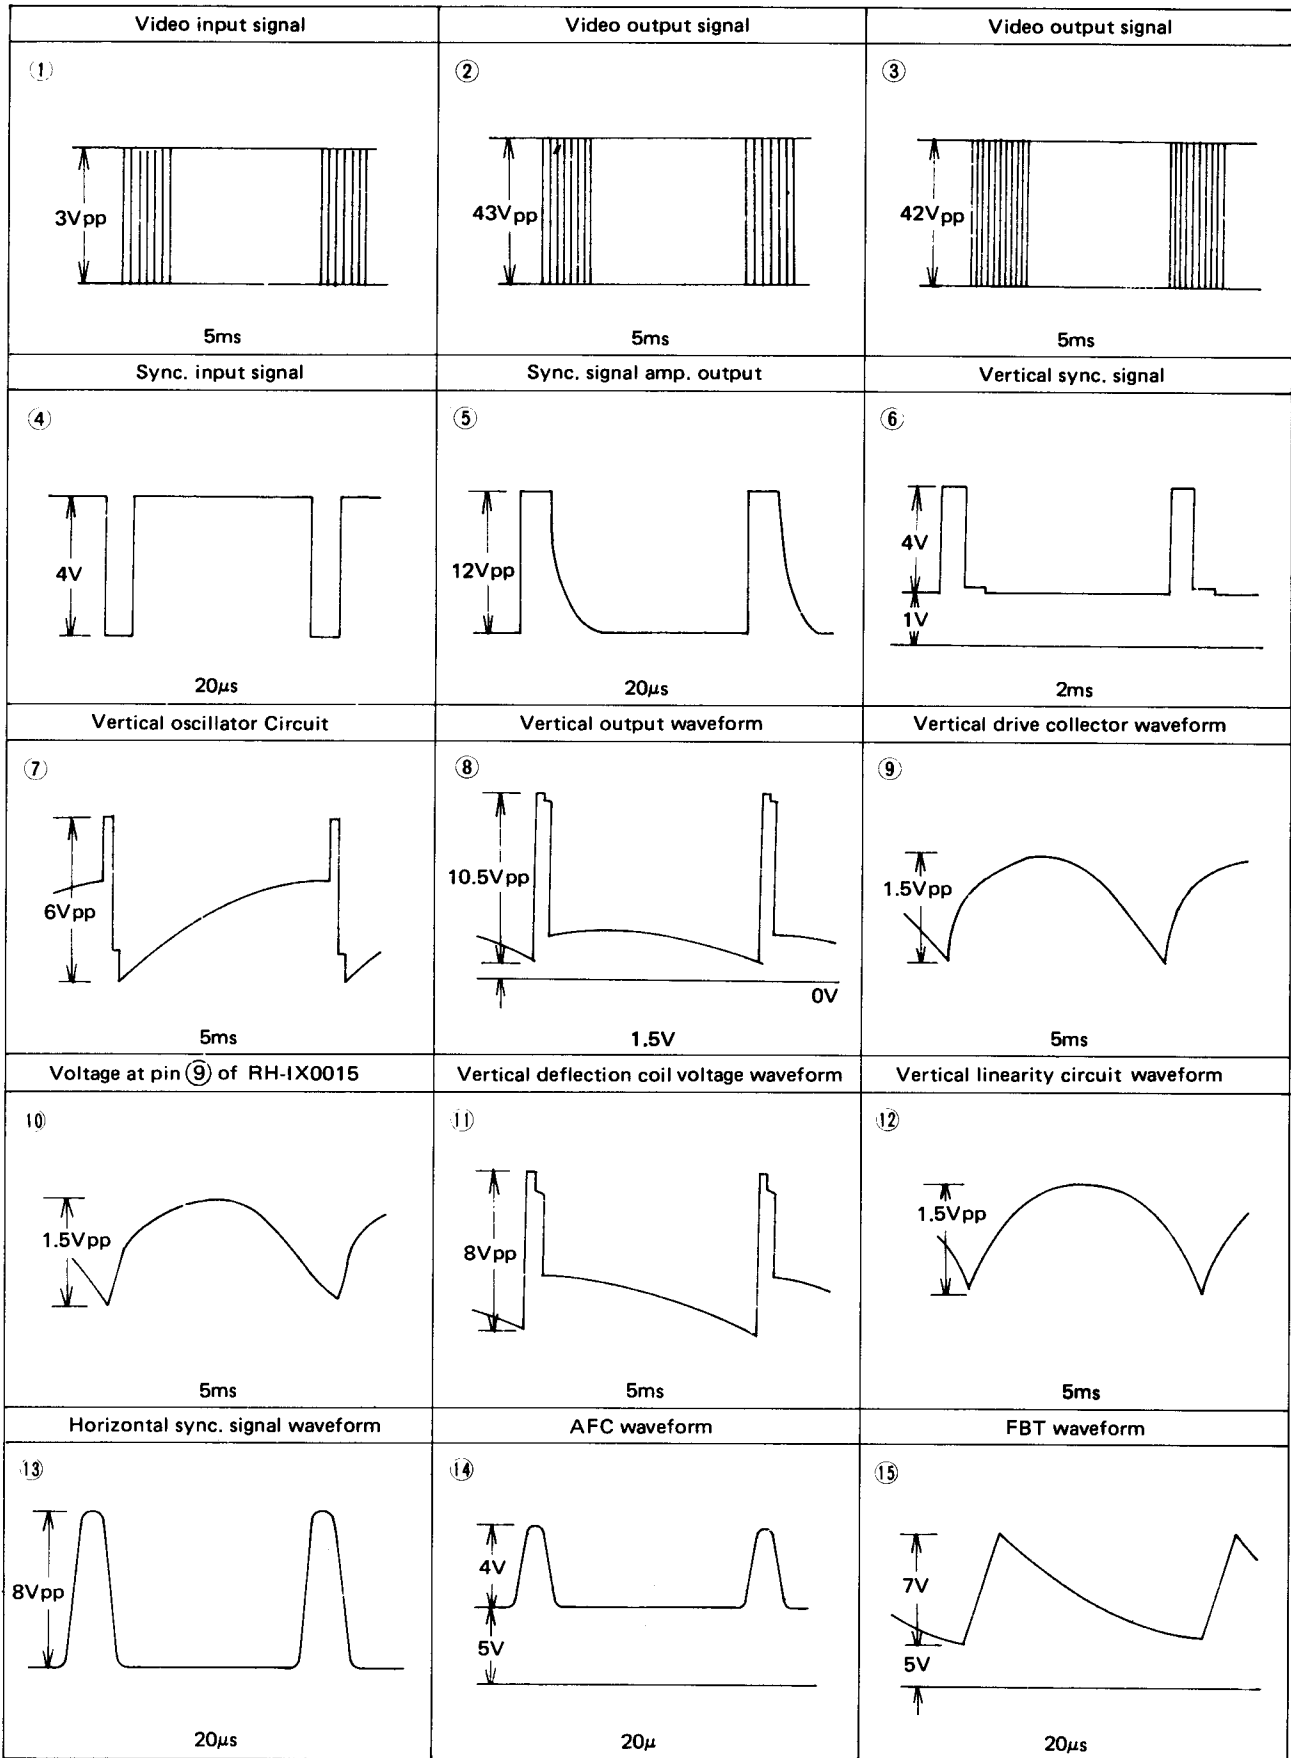 Video input signal
Video output signal
Video output signal
①
②
③
3Vpp
43Vpp
42Vpp
5ms
5ms
5ms
Sync. input signal
Sync. signal amp. output
Vertical sync. signal
④
⑤
⑥
4V
12Vpp
4V
1V
20μs
20μs
2ms
Vertical oscillator Circuit
Vertical output waveform
Vertical drive collector waveform
⑦
⑧
⑨
6Vpp
10.5Vpp
0V
1.5Vpp
5ms
1.5V
5ms
Voltage at pin ⑨ of RH-IX0015
Vertical deflection coil voltage waveform
Vertical linearity circuit waveform
⑩
⑪
⑫
1.5Vpp
8Vpp
1.5Vpp
5ms
5ms
5ms
Horizontal sync. signal waveform
AFC waveform
FBT waveform
⑬
⑭
⑮
8Vpp
4V
5V
7V
5V
20μs
20μ
20μs